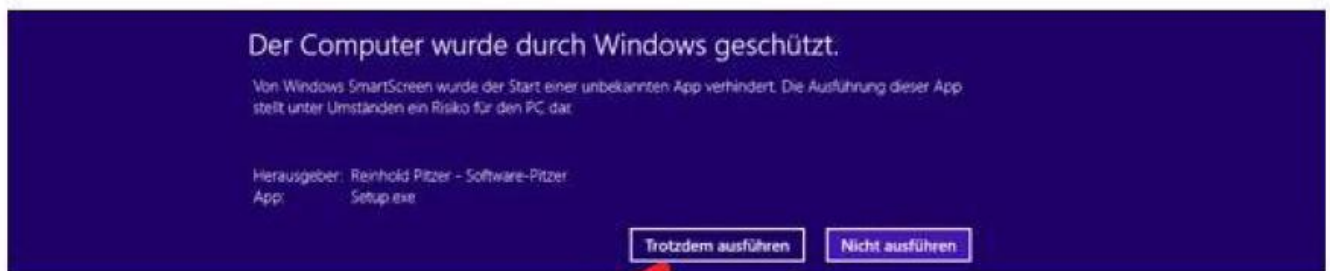 Der Computer wurde durch Windows geschützt.
Von Windows SmartScreen wurde der Start einer unbekannten App verhindert. Die Ausführung dieser App
stellt unter Umständen ein Risiko für den PC dar.
Herausgeber: Reinhold Pitzer - Software-Pitzer
App: Setup.exe
Trotzdem ausführen Nicht ausführen